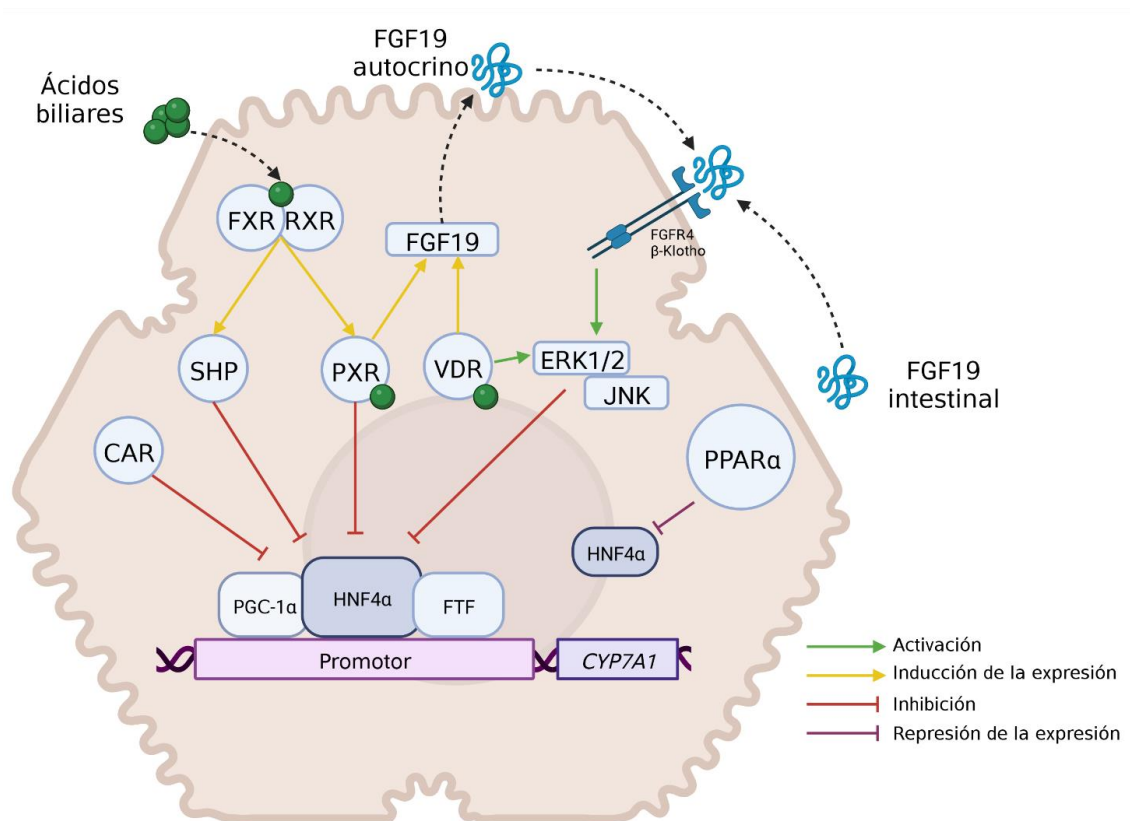 FGF19
autocrino
Ácidos
biliares
FXR
RXR
FGF19
FGFR4
β-Klotho
SHP
PXR
VDR
ERK1/2
JNK
FGF19
intestinal
CAR
PPARα
HNF4α
PGC-1α
HNF4α
FTF
Promotor
CYP7A1
Activación
Inducción de la expresión
Inhibición
Represión de la expresión